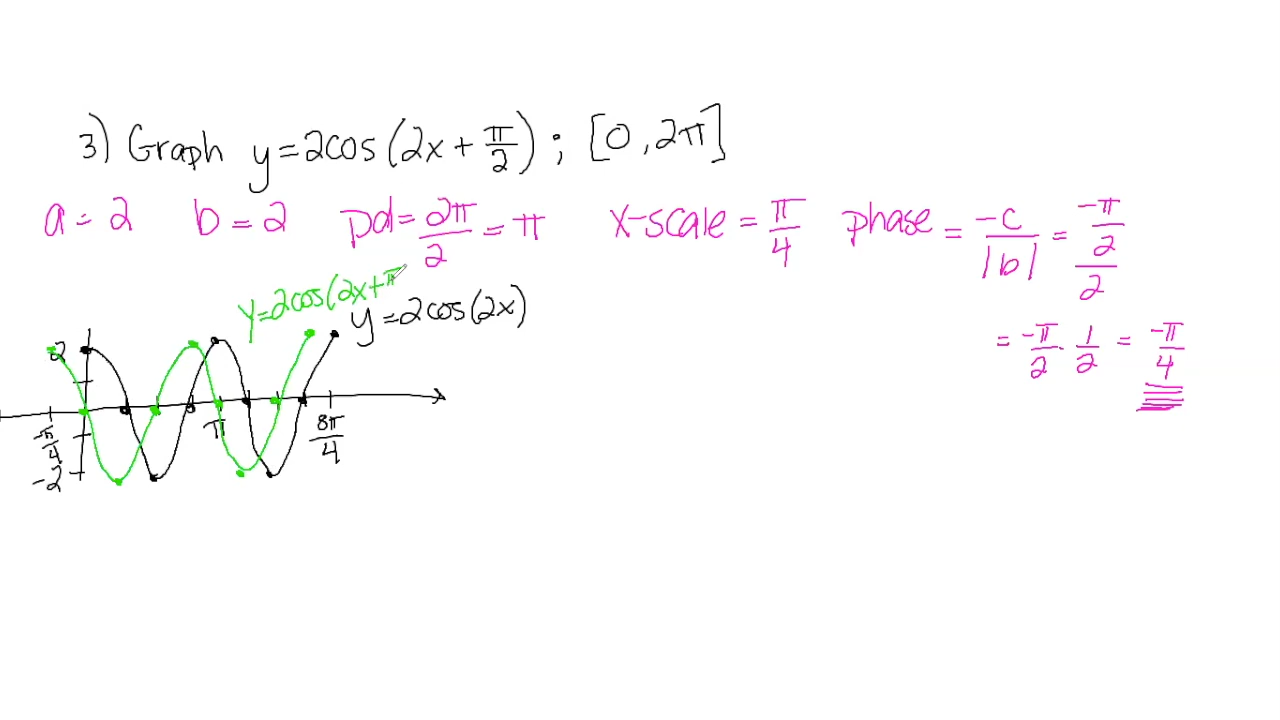 3) Graph y=2cos(2x+π/2) ; [0,2π]
a=2 b=2 pd=2π/2=π x-scale=π/4 phase=-c/|b|=(-π/2)/2
=-π/2·1/2=-π/4
y=2cos(2x+π
y=2cos(2x)
2
-π/4 π 8π/4
-2